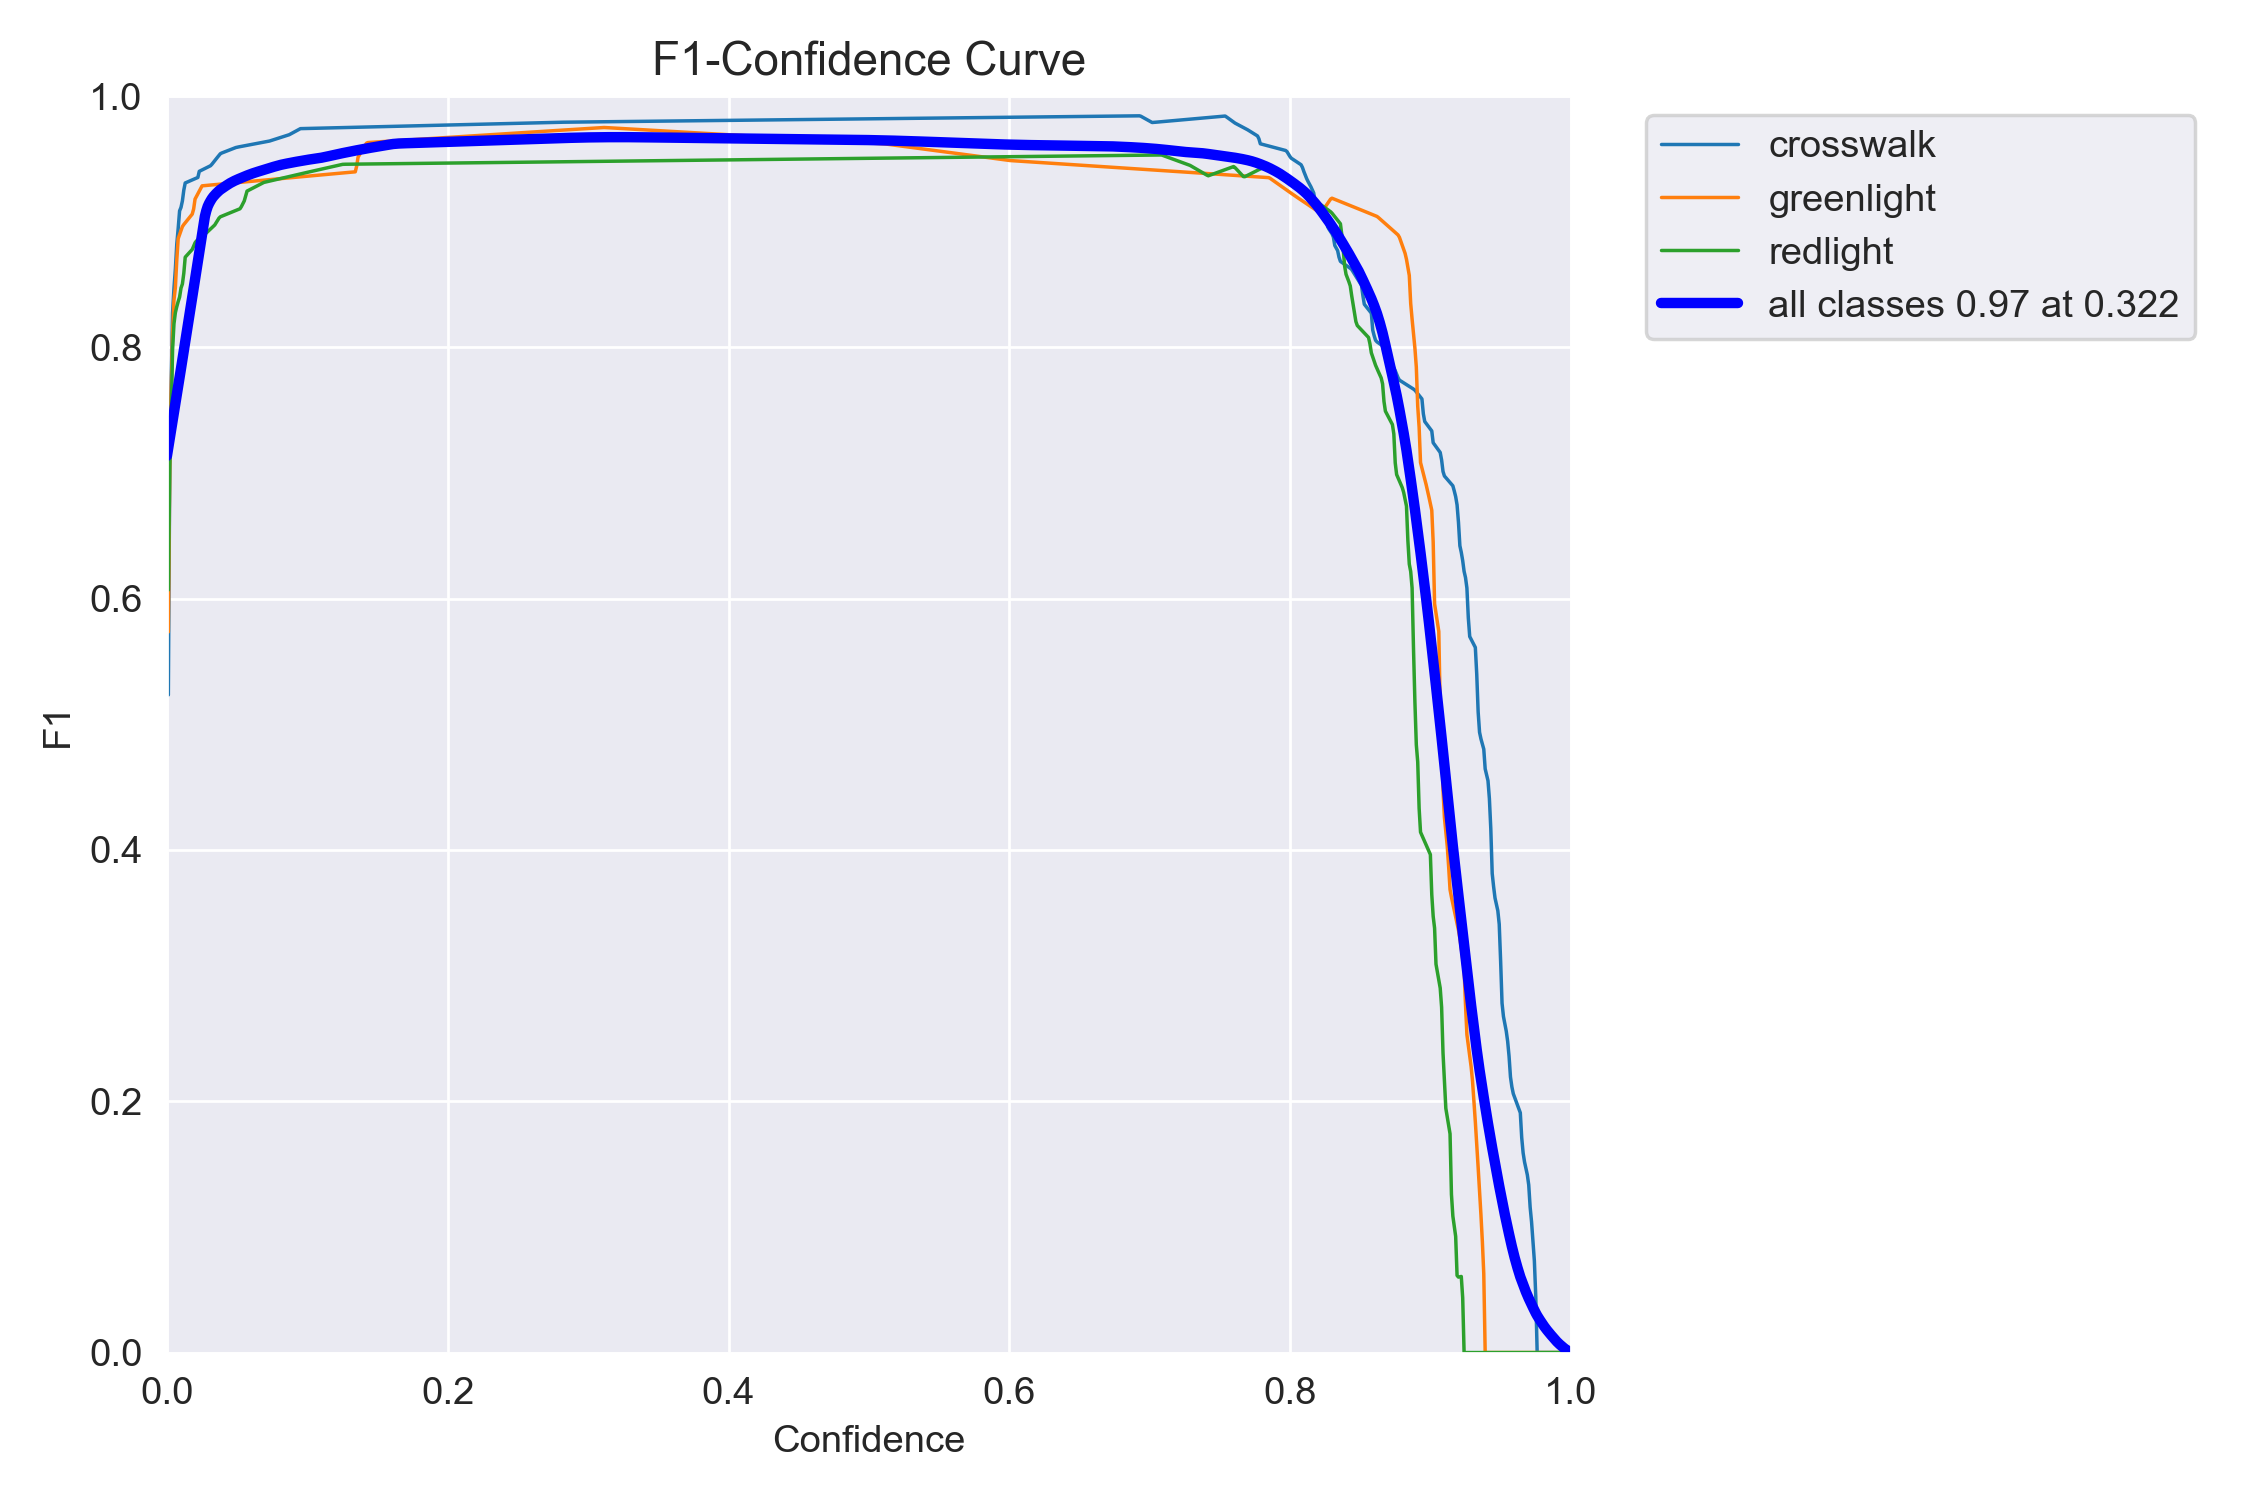 F1-Confidence Curve
1.0
0.8
0.6
0.4
0.2
0.0
F1
0.0 0.2 0.4 0.6 0.8 1.0
Confidence
crosswalk
greenlight
redlight
all classes 0.97 at 0.322